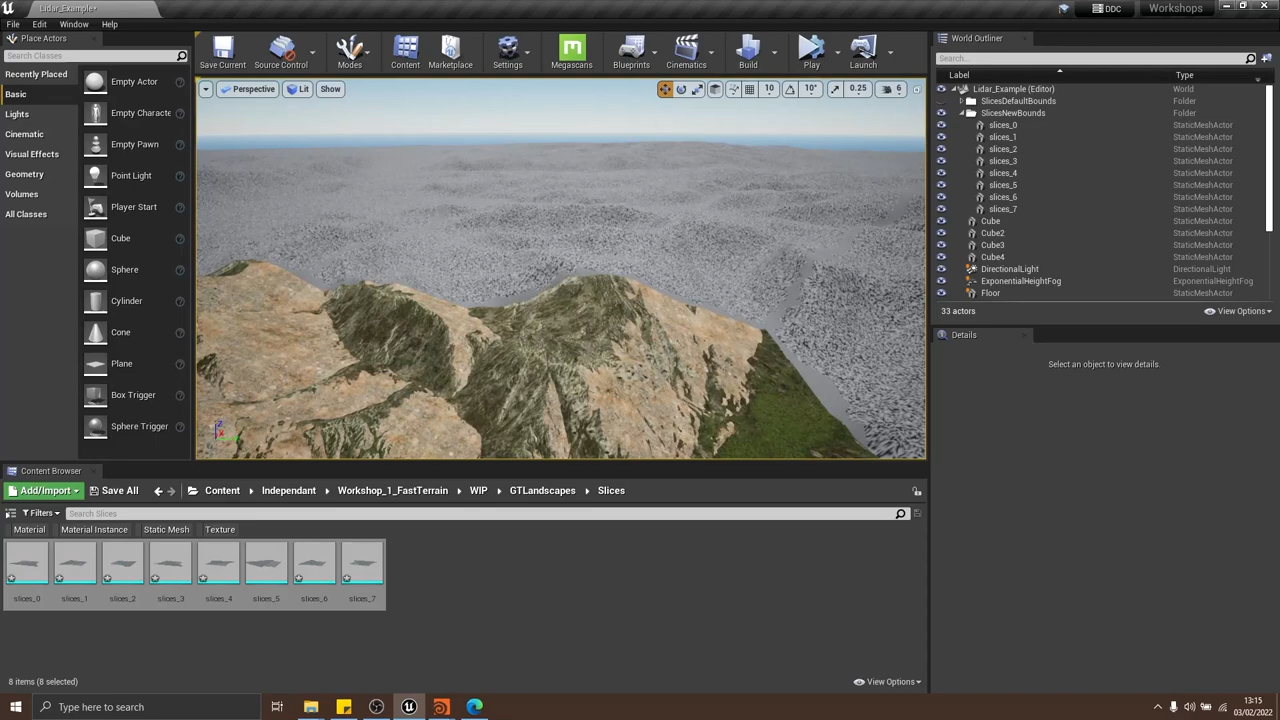 Lidar_Example*
DDC
Workshops
File
Edit
Window
Help
Place Actors
Search Classes
Recently Placed
Basic
Lights
Cinematic
Visual Effects
Geometry
Volumes
All Classes
Empty Actor
Empty Characte
Empty Pawn
Point Light
Player Start
Cube
Sphere
Cylinder
Cone
Plane
Box Trigger
Sphere Trigger
Save Current
Source Control
Modes
Content
Marketplace
Settings
Megascans
Blueprints
Cinematics
Build
Play
Launch
Perspective
Lit
Show
10
10°
0.25
6
World Outliner
Search...
Label
Type
Lidar_Example (Editor)
World
SlicesDefaultBounds
Folder
SlicesNewBounds
Folder
slices_0
StaticMeshActor
slices_1
StaticMeshActor
slices_2
StaticMeshActor
slices_3
StaticMeshActor
slices_4
StaticMeshActor
slices_5
StaticMeshActor
slices_6
StaticMeshActor
slices_7
StaticMeshActor
Cube
StaticMeshActor
Cube2
StaticMeshActor
Cube3
StaticMeshActor
Cube4
StaticMeshActor
DirectionalLight
DirectionalLight
ExponentialHeightFog
ExponentialHeightFog
Floor
StaticMeshActor
33 actors
View Options
Details
Select an object to view details.
Content Browser
Add/Import
Save All
Content
Independant
Workshop_1_FastTerrain
WIP
GTLandscapes
Slices
Filters
Search Slices
Material
Material Instance
Static Mesh
Texture
slices_0
slices_1
slices_2
slices_3
slices_4
slices_5
slices_6
slices_7
8 items (8 selected)
View Options
Type here to search
13:15
03/02/2022